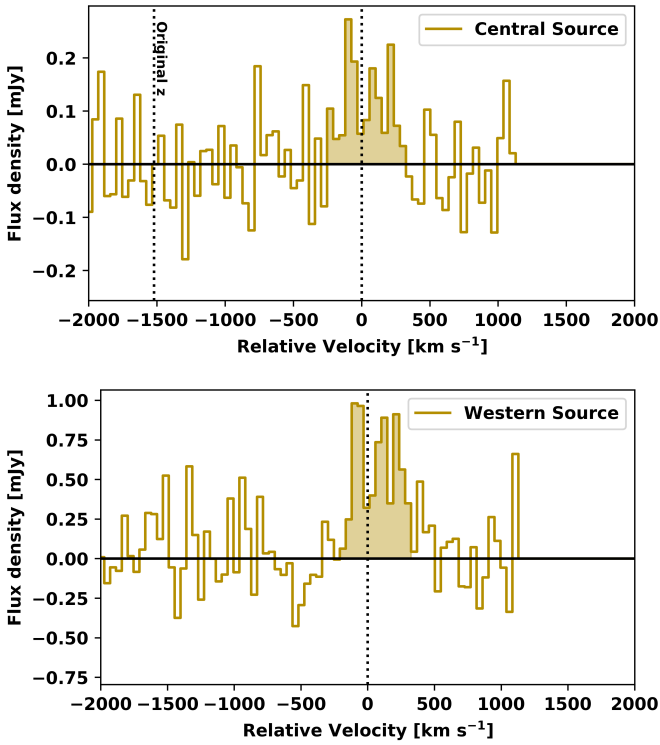 Central Source
Original z
Flux density [mJy]
0.2
0.1
0.0
−0.1
−0.2
−2000 −1500 −1000 −500 0 500 1000 1500 2000
Relative Velocity [km s⁻¹]
Western Source
Flux density [mJy]
1.00
0.75
0.50
0.25
0.00
−0.25
−0.50
−0.75
−2000 −1500 −1000 −500 0 500 1000 1500 2000
Relative Velocity [km s⁻¹]